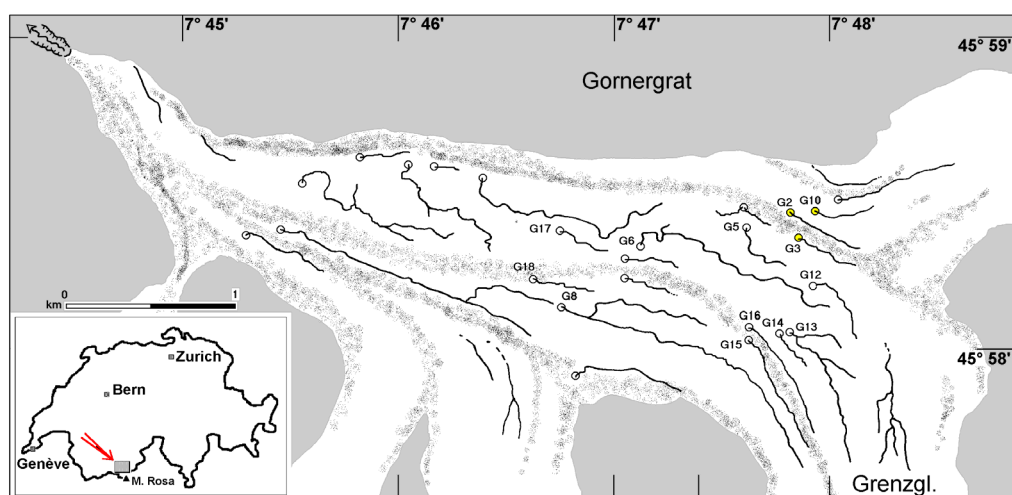 7° 45'
7° 46'
7° 47'
7° 48'
45° 59'
Gornergrat
G2
G10
G17
G6
G5
G3
G18
G12
G8
G16
G14
G13
G15
0
1
km
45° 58'
Zurich
Bern
Genève
M. Rosa
Grenzgl.